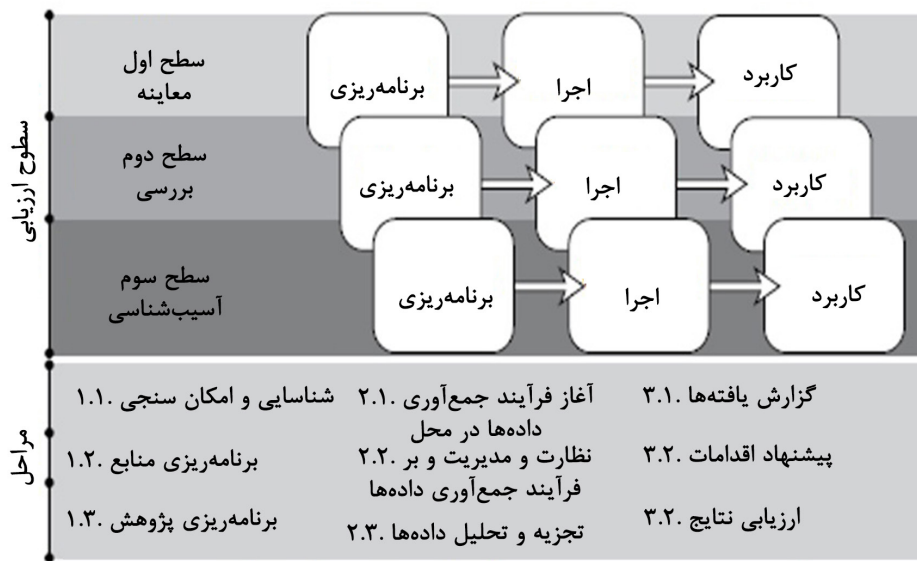 سطوح ارزیابی
سطح اول
معاینه
برنامه‌ریزی
اجرا
کاربرد
سطح دوم
بررسی
برنامه‌ریزی
اجرا
کاربرد
سطح سوم
آسیب‌شناسی
برنامه‌ریزی
اجرا
کاربرد
مراحل
۱.۱. شناسایی و امکان سنجی
۱.۲. برنامه‌ریزی منابع
۱.۳. برنامه‌ریزی پژوهش
۲.۱. آغاز فرآیند جمع‌آوری
داده‌ها در محل
۲.۲. نظارت و مدیریت و بر
فرآیند جمع‌آوری داده‌ها
۲.۳. تجزیه و تحلیل داده‌ها
۳.۱. گزارش یافته‌ها
۳.۲. پیشنهاد اقدامات
۳.۲. ارزیابی نتایج